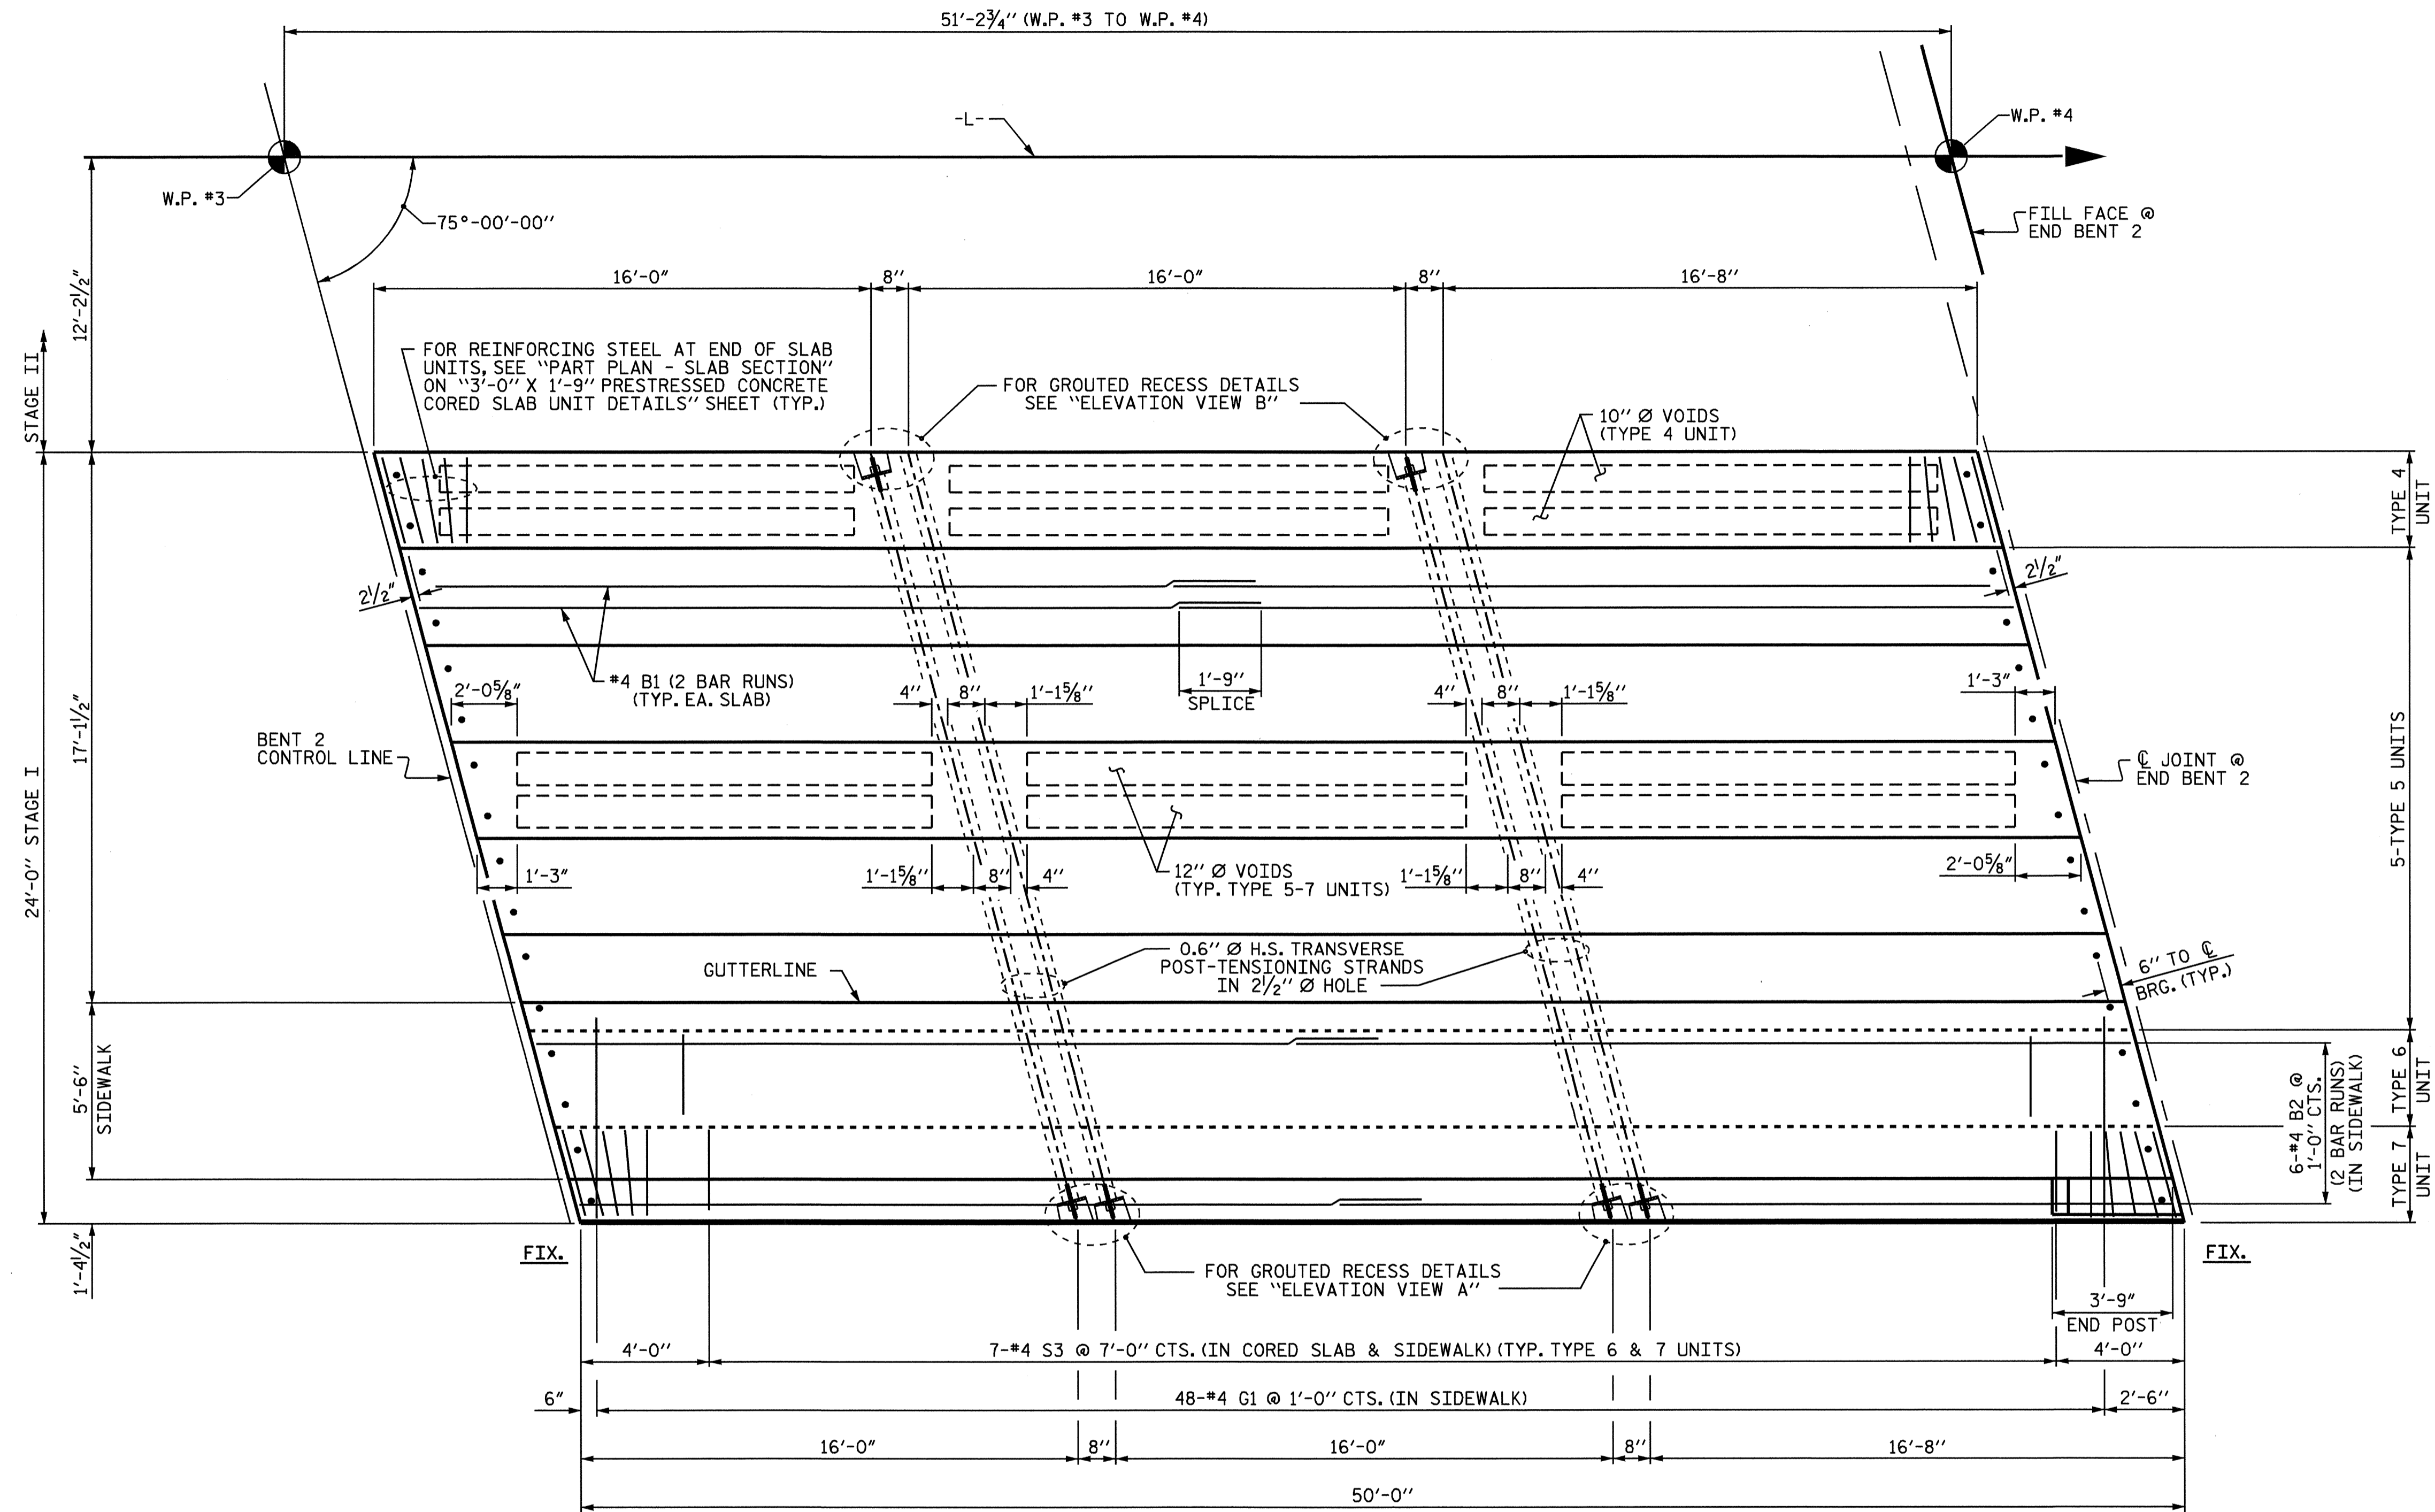 51'-2¾" (W.P. #3 TO W.P. #4)
-L-
W.P. #4
W.P. #3
75°-00'-00"
FILL FACE @
END BENT 2
12'-2½"
STAGE II
16'-0"
8"
16'-0"
8"
16'-8"
FOR REINFORCING STEEL AT END OF SLAB
UNITS, SEE "PART PLAN - SLAB SECTION"
ON "3'-0" X 1'-9" PRESTRESSED CONCRETE
CORED SLAB UNIT DETAILS" SHEET (TYP.)
FOR GROUTED RECESS DETAILS
SEE "ELEVATION VIEW B"
10" Ø VOIDS
(TYPE 4 UNIT)
TYPE 4
UNIT
2½"
2½"
#4 B1 (2 BAR RUNS)
(TYP. EA. SLAB)
1'-9"
SPLICE
2'-0⅝"
4"
8"
1'-1⅝"
4"
8"
1'-1⅝"
1'-3"
BENT 2
CONTROL LINE
17'-1½"
24'-0" STAGE I
5-TYPE 5 UNITS
℄ JOINT @
END BENT 2
1'-3"
1'-1⅝"
8"
4"
12" Ø VOIDS
(TYP. TYPE 5-7 UNITS)
1'-1⅝"
8"
4"
2'-0⅝"
GUTTERLINE
0.6" Ø H.S. TRANSVERSE
POST-TENSIONING STRANDS
IN 2½" Ø HOLE
6" TO ℄
BRG. (TYP.)
5'-6"
SIDEWALK
6-#4 B2 @
1'-0" CTS.
(2 BAR RUNS)
(IN SIDEWALK)
TYPE 6
UNIT
TYPE 7
UNIT
1'-4½"
FIX.
FIX.
FOR GROUTED RECESS DETAILS
SEE "ELEVATION VIEW A"
3'-9"
END POST
4'-0"
7-#4 S3 @ 7'-0" CTS. (IN CORED SLAB & SIDEWALK) (TYP. TYPE 6 & 7 UNITS)
4'-0"
6"
48-#4 G1 @ 1'-0" CTS. (IN SIDEWALK)
2'-6"
16'-0"
8"
16'-0"
8"
16'-8"
50'-0"